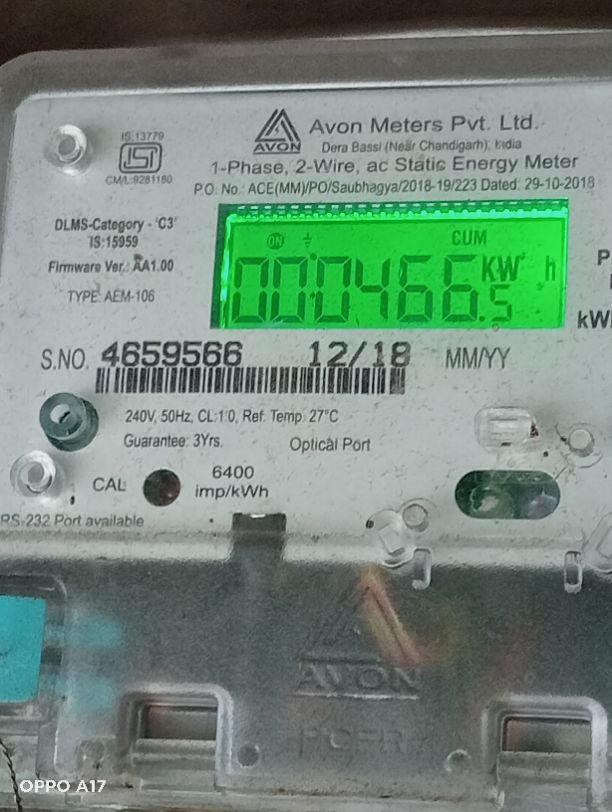 IS:13779
ISI
CM/L:9281180
AVON
Avon Meters Pvt. Ltd.
Dera Bassi (Near Chandigarh), India
1-Phase, 2-Wire, ac Static Energy Meter
P.O. No.: ACE(MM)/PO/Saubhagya/2018-19/223 Dated: 29-10-2018
DLMS-Category - 'C3'
IS:15959
Firmware Ver.: AA1.00
TYPE: AEM-106
ON CUM
000466.5 KW h
S.NO. 4659566 12/18 MM/YY
240V, 50Hz, CL:1.0, Ref. Temp. 27°C
Guarantee: 3Yrs. Optical Port
CAL 6400
imp/kWh
RS-232 Port available
AVON
OPPO A17